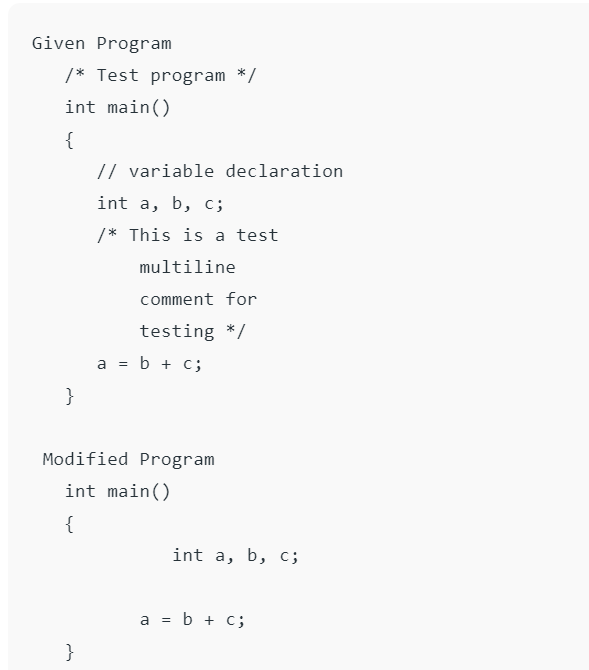 Given Program
/* Test program */
int main()
{
// variable declaration
int a, b, c;
/* This is a test
multiline
comment for
testing */
a = b + c;
}
Modified Program
int main()
{
int a, b, c;
a = b + c;
}